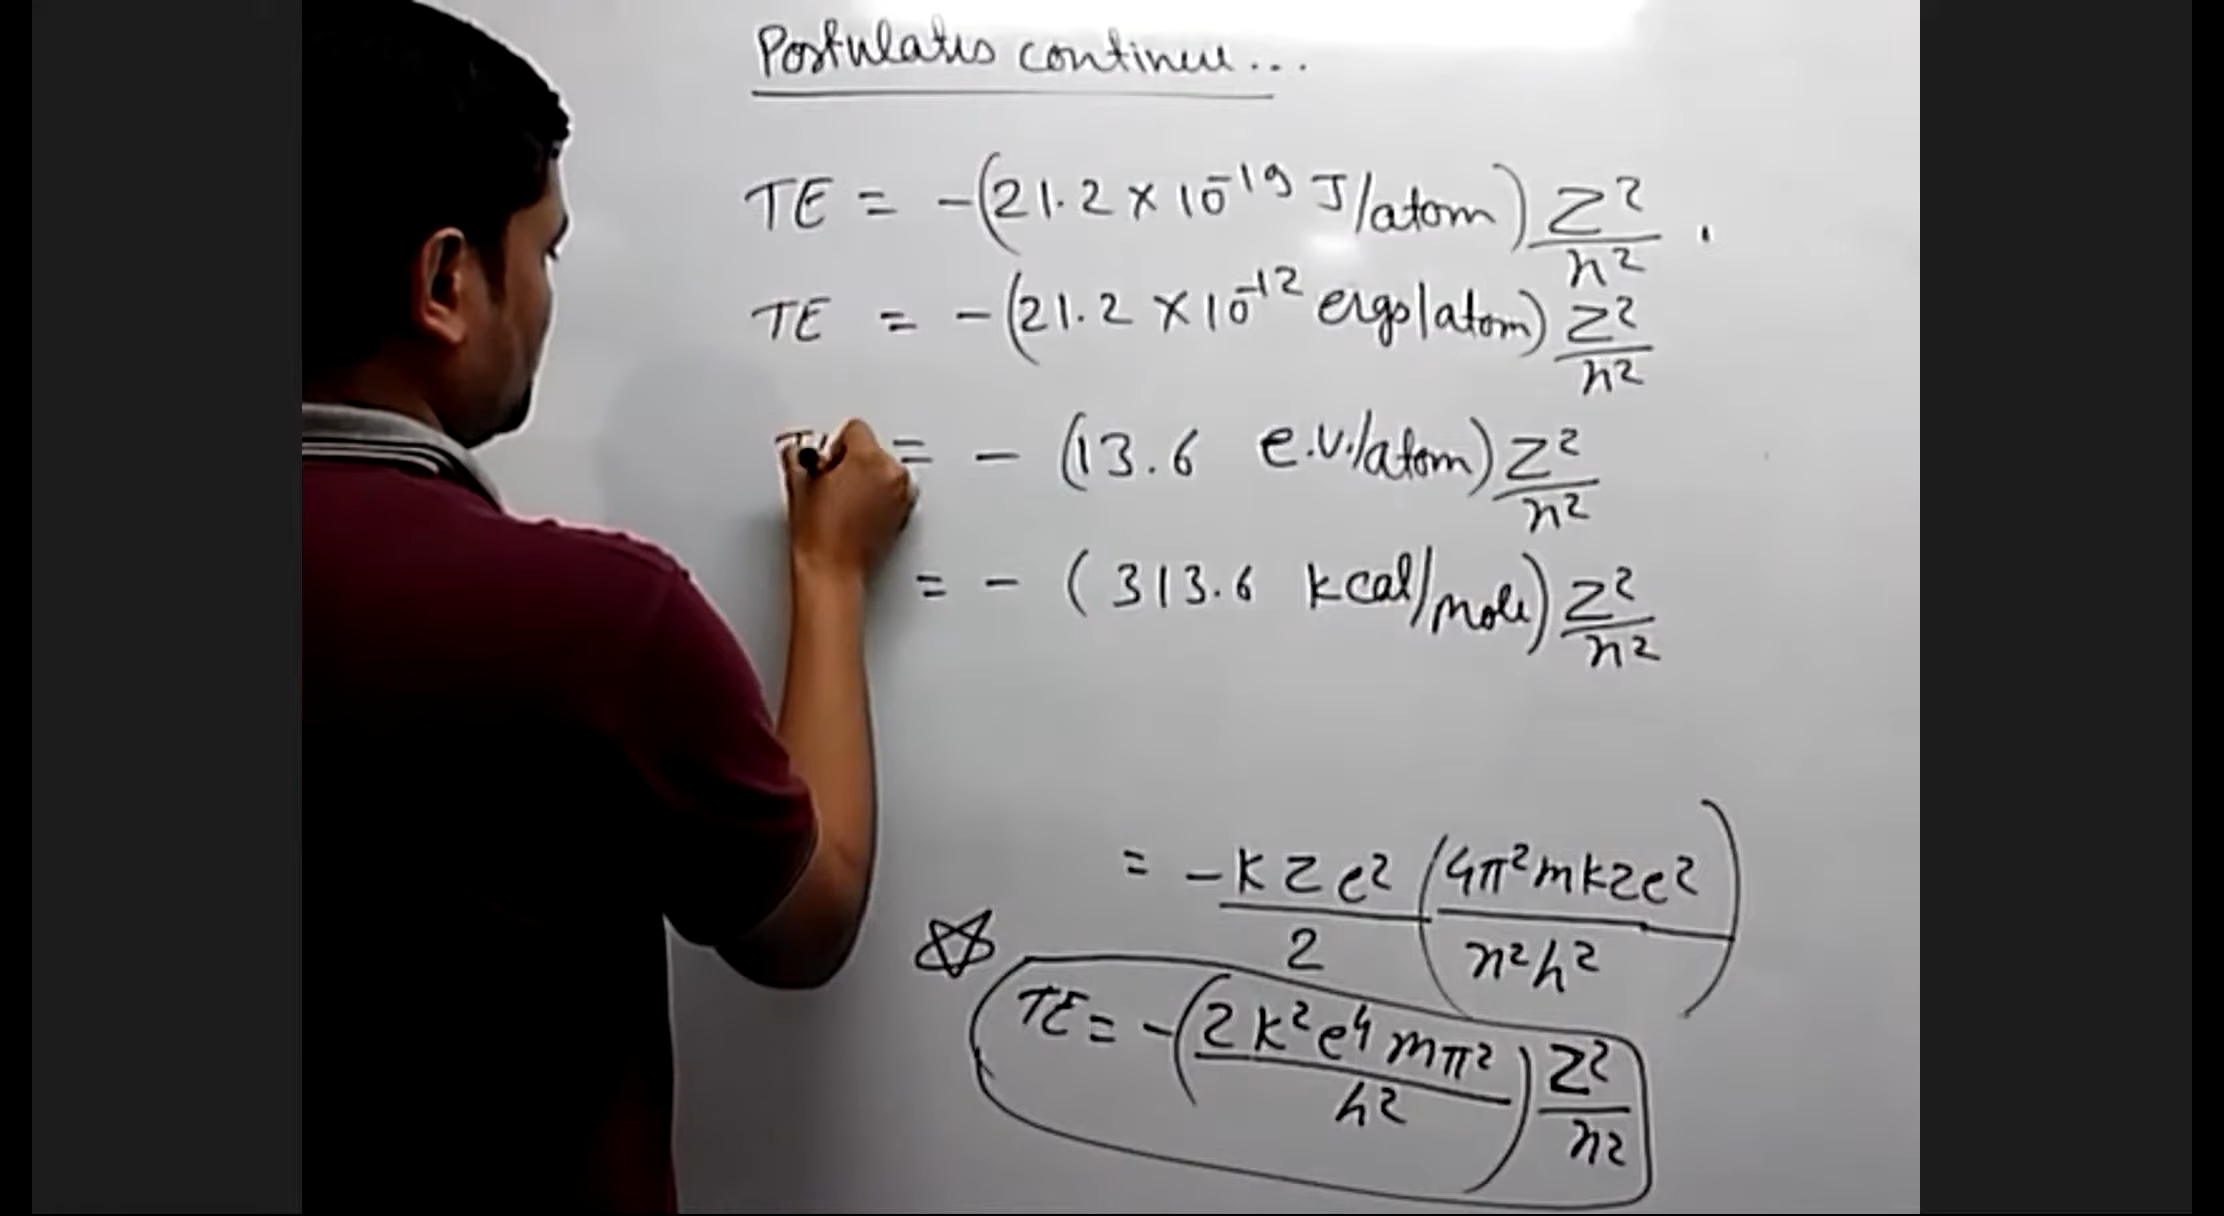 Postulates continue...
TE = -(21.2 × 10⁻¹⁹ J/atom) Z²/n² .
TE = -(21.2 × 10⁻¹² ergs/atom) Z²/n²
= - (13.6 e.v./atom) Z²/n²
= - (313.6 kcal/mole) Z²/n²
= -KZe²/2 (4π²mKZe²/n²h²)
TE = -(2K²e⁴mπ²/h²) Z²/n²